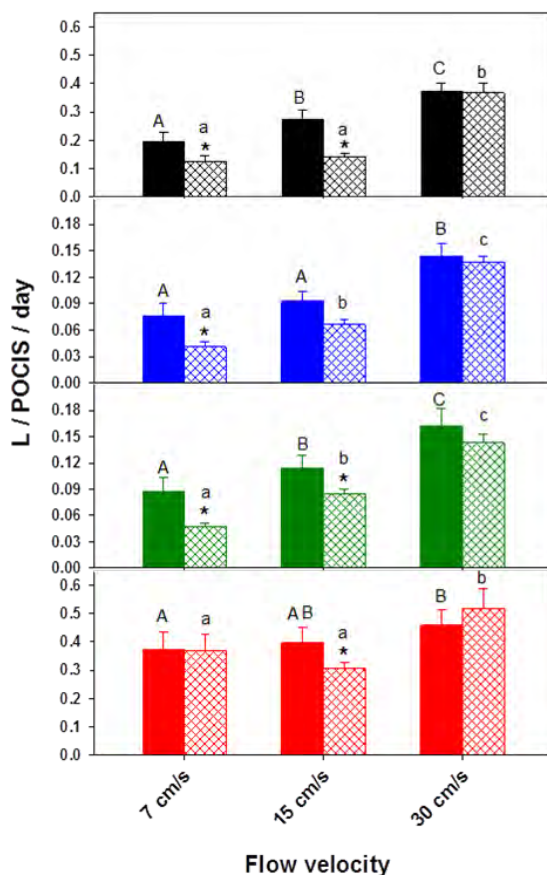 0.6
0.5
0.4
0.3
0.2
0.1
0.0
A
a
*
B
a
*
C
b
0.18
0.15
0.12
0.09
0.06
0.03
0.00
A
a
*
A
b
B
c
0.18
0.15
0.12
0.09
0.06
0.03
0.00
A
a
*
B
b
*
C
c
0.6
0.5
0.4
0.3
0.2
0.1
0.0
A
a
A B
a
*
B
b
L / POCIS / day
7 cm/s
15 cm/s
30 cm/s
Flow velocity